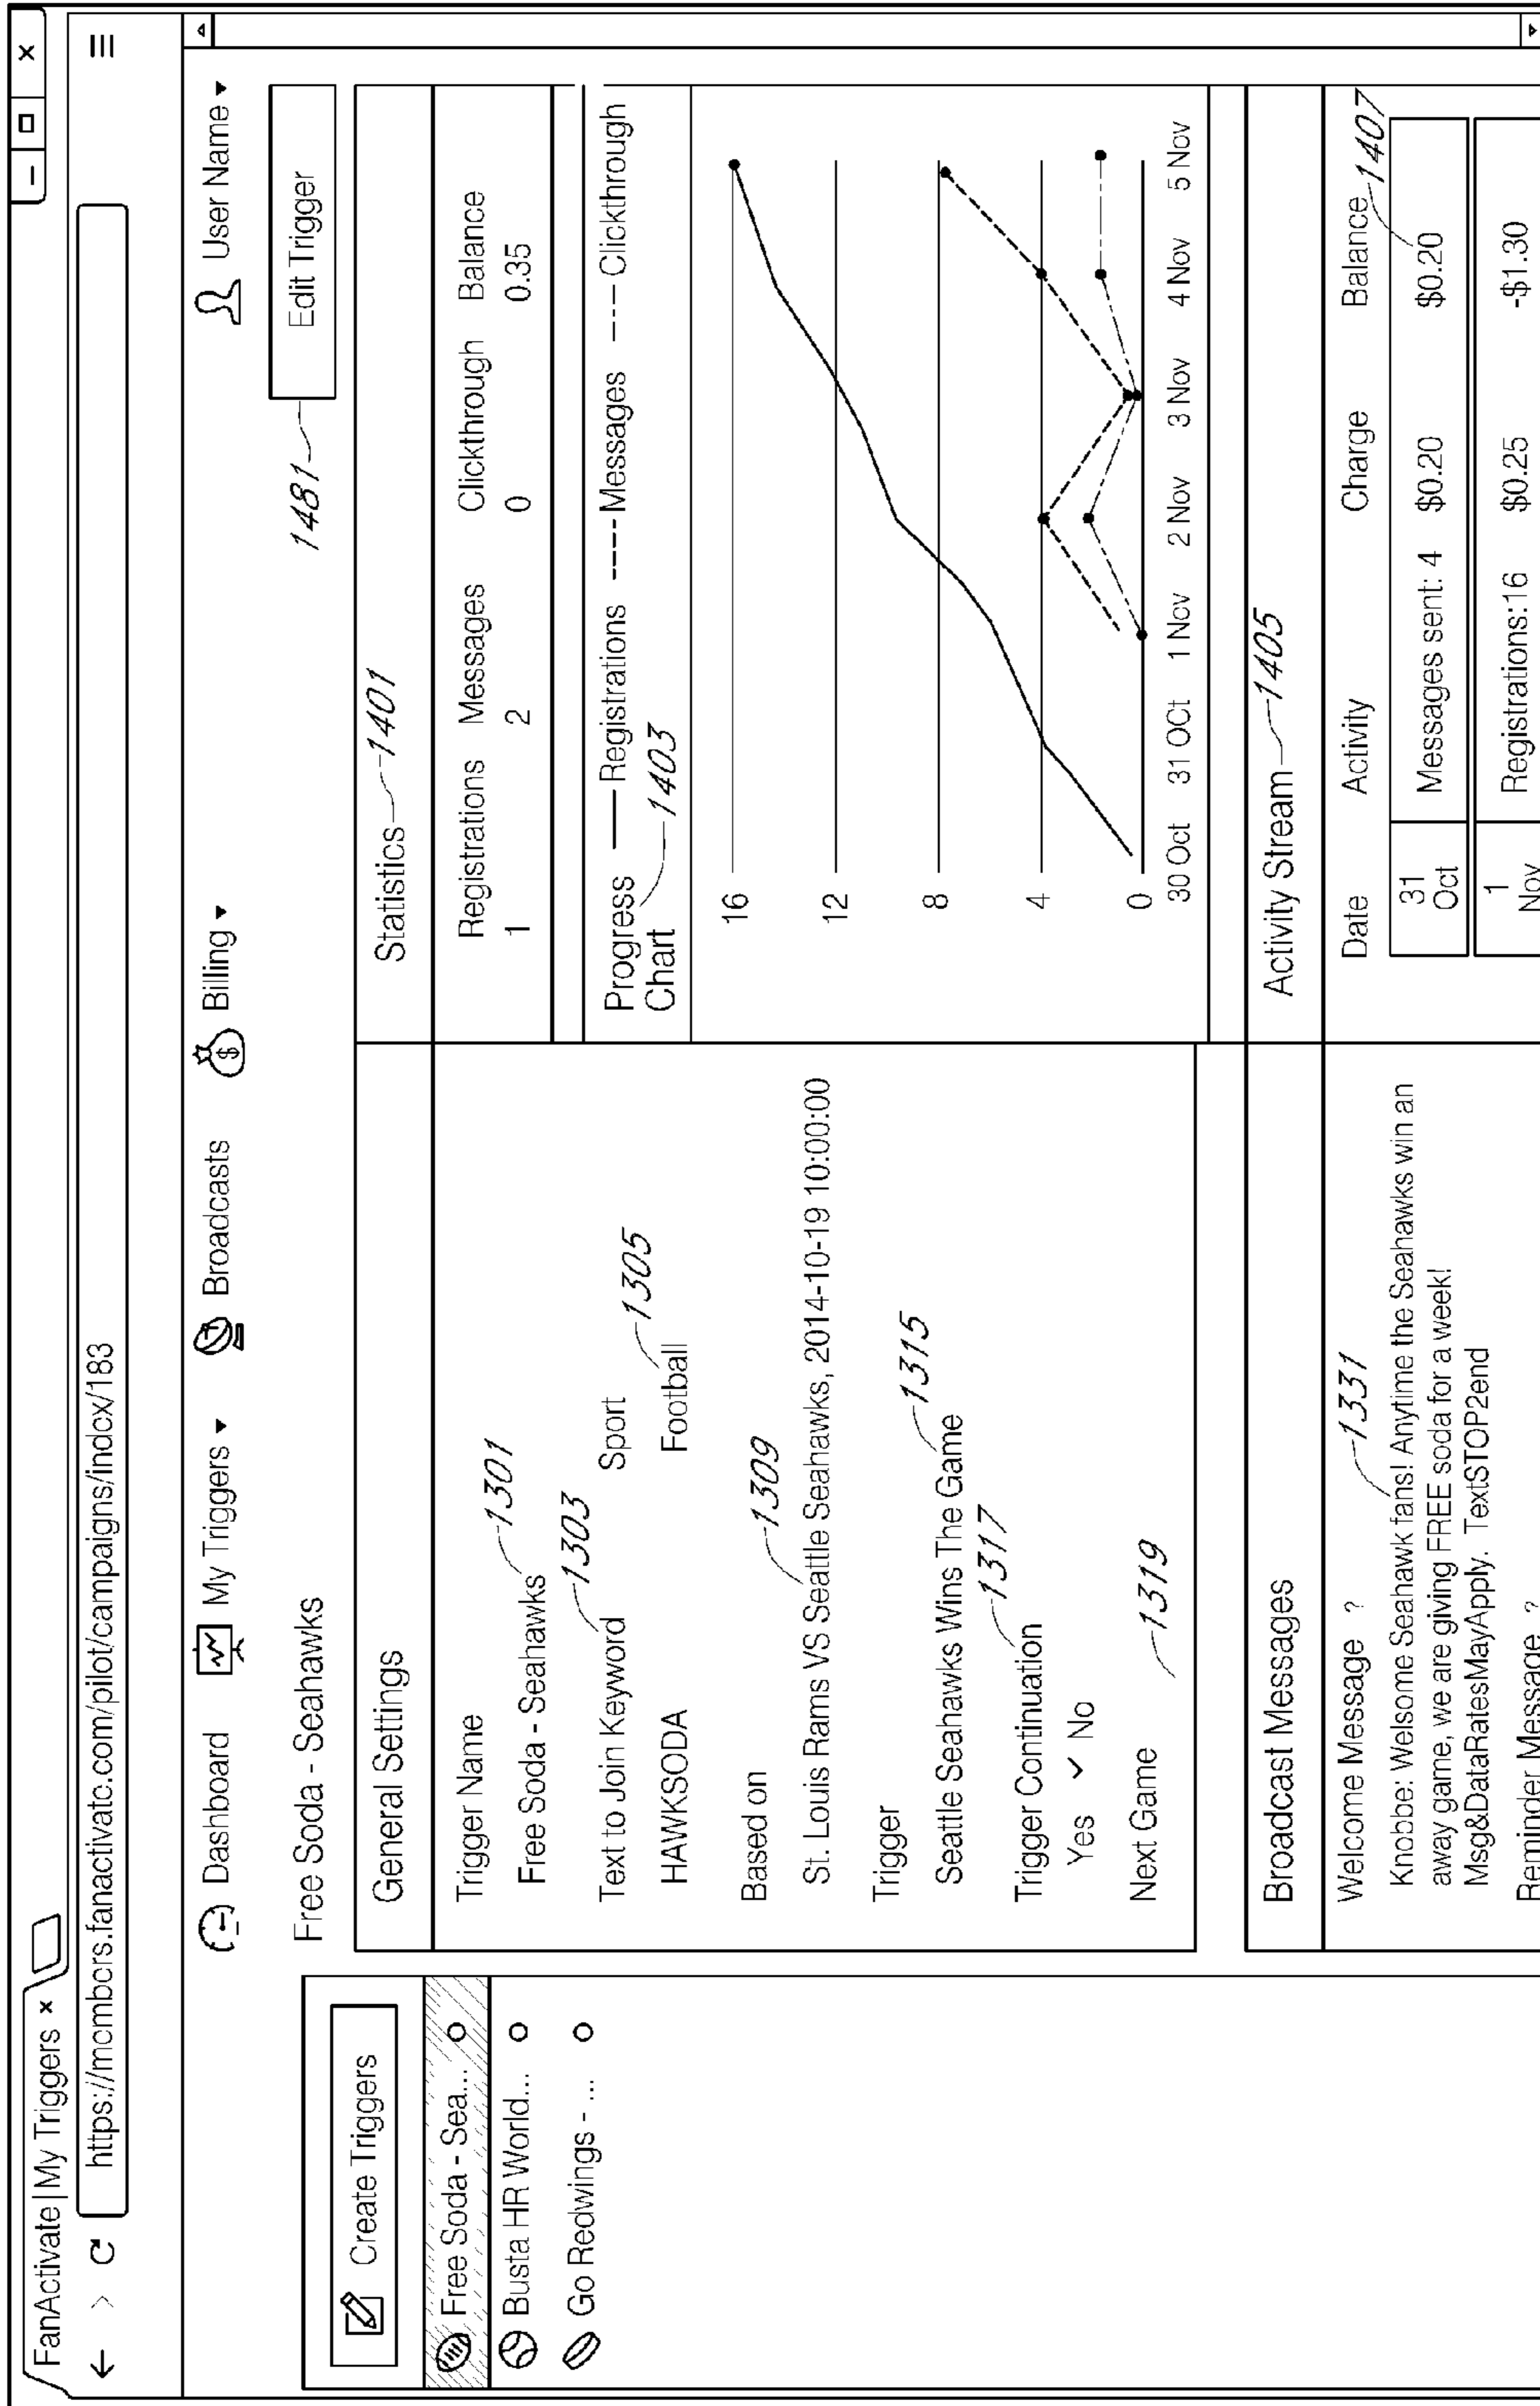 FanActivate | My Triggers ×
https://mcmbcrs.fanactivatc.com/pilot/campaigns/indcx/183
Dashboard My Triggers Broadcasts $ Billing User Name
Create Triggers
Free Soda - Sea...
Busta HR World...
Go Redwings - ...
Free Soda - Seahawks
1481 Edit Trigger
General Settings
Trigger Name
Free Soda - Seahawks 1301
Text to Join Keyword 1303 Sport
HAWKSODA Football 1305
Based on 1309
St. Louis Rams VS Seattle Seahawks, 2014-10-19 10:00:00
Trigger 1315
Seattle Seahawks Wins The Game
Trigger Continuation 1317
Yes ✓ No
Next Game 1319
Statistics 1401
Registrations Messages Clickthrough Balance
1 2 0 0.35
Progress Registrations Messages Clickthrough
Chart 1403
16
12
8
4
0
30 Oct 31 OCt 1 Nov 2 Nov 3 Nov 4 Nov 5 Nov
Broadcast Messages
Welcome Message ? 1331
Knobbe: Welsome Seahawk fans! Anytime the Seahawks win an
away game, we are giving FREE soda for a week!
Msg&DataRatesMayApply. TextSTOP2end
Reminder Message ?
Activity Stream 1405
Date Activity Charge Balance 1407
31 Oct Messages sent: 4 $0.20 $0.20
1 Nov Registrations:16 $0.25 -$1.30